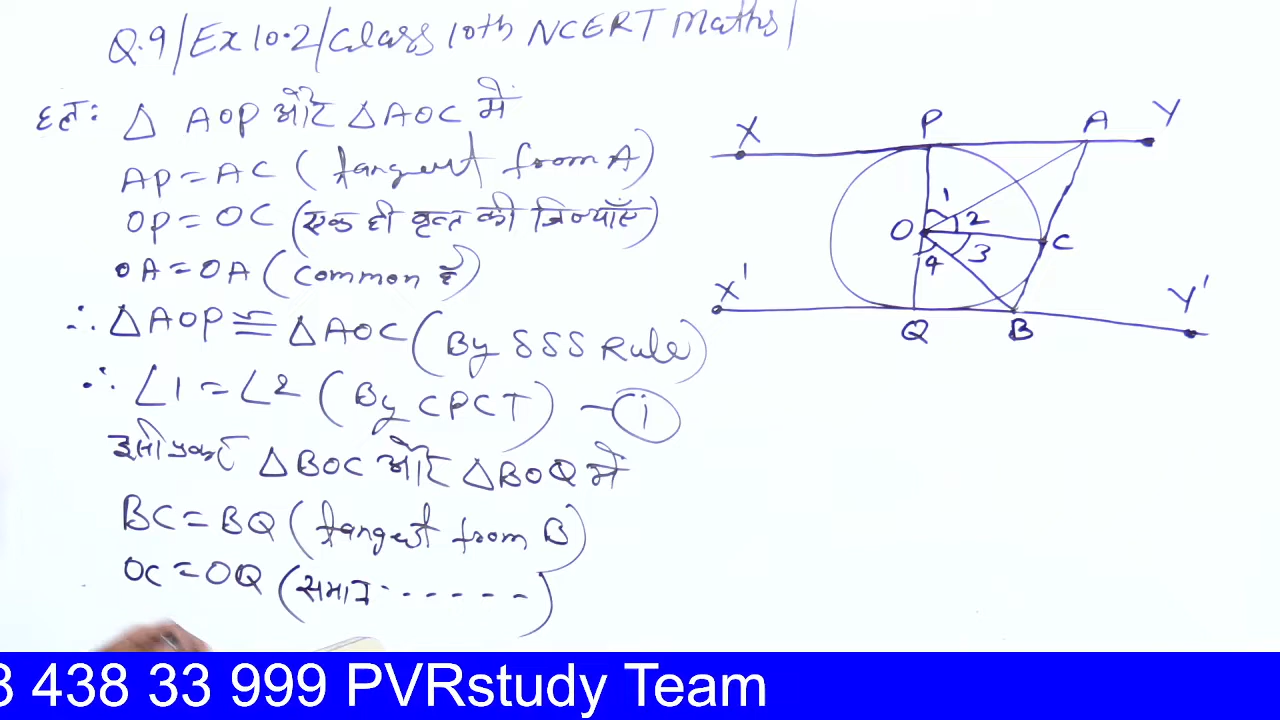 Q.9/Ex 10.2/Class 10th NCERT Maths/
हल: △ AOP और △ AOC में
AP = AC (tangent from A)
OP = OC (एक ही वृत्त की त्रिज्याएँ)
OA = OA (Common है)
∴ △AOP ≅ △AOC (By SSS Rule)
∴ ∠1 = ∠2 (By CPCT) — (i)
इसी प्रकार △BOC और △BOQ में
BC = BQ (tangent from B)
OC = OQ (समान ------)
X P A Y
1
O 2 C
3
4
X' Q B Y'
3 438 33 999 PVRstudy Team